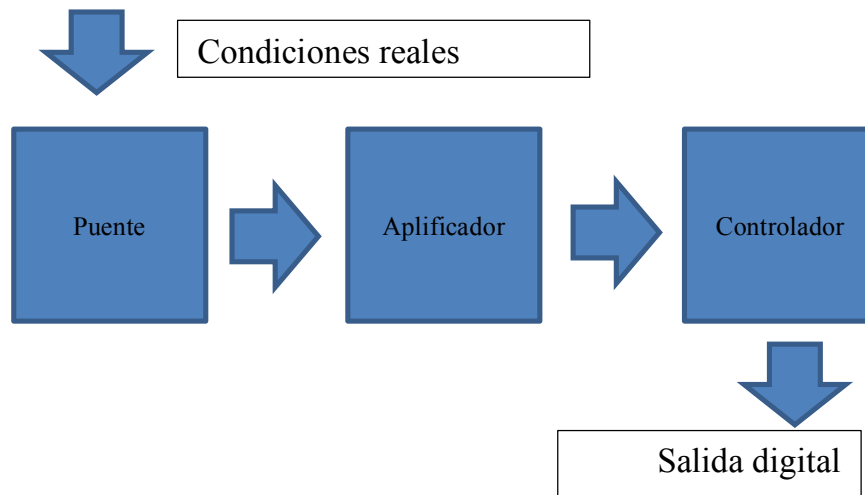 Condiciones reales
Puente
Aplificador
Controlador
Salida digital